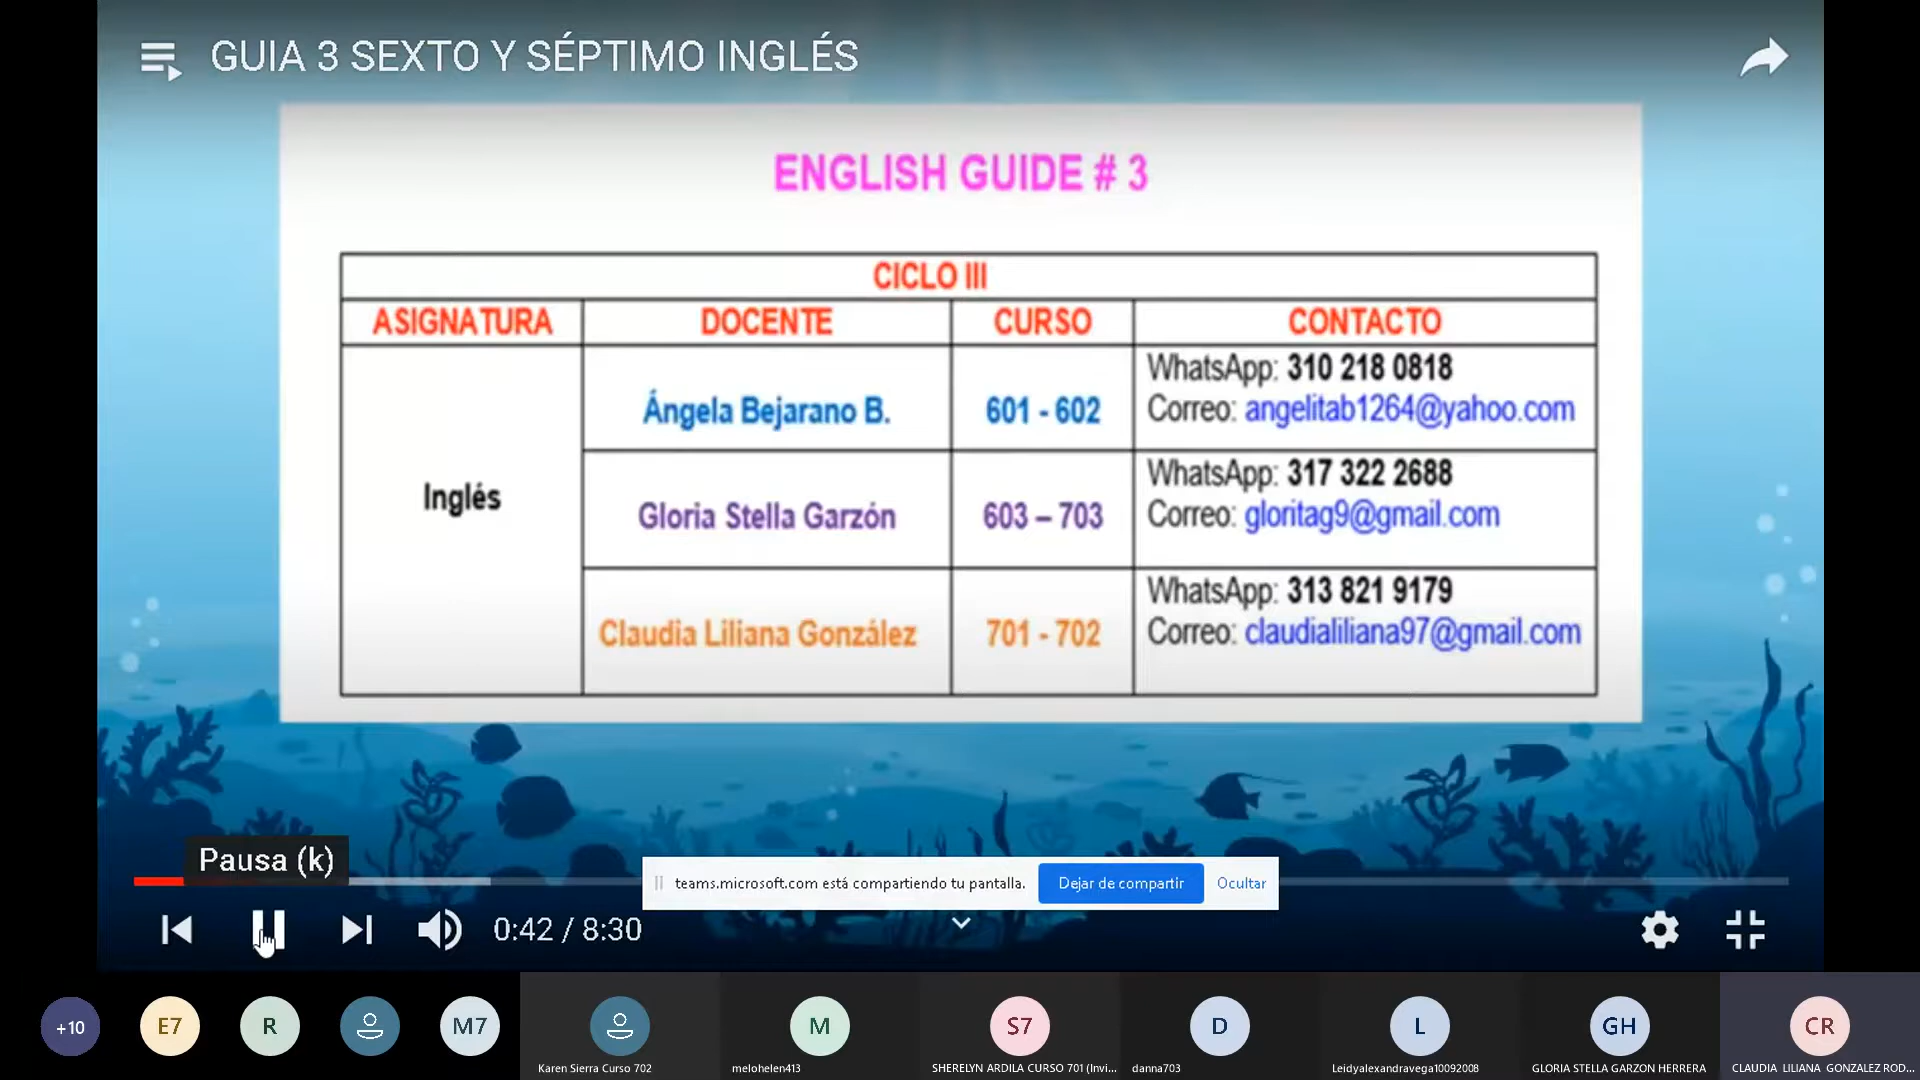 GUIA 3 SEXTO Y SÉPTIMO INGLÉS
ENGLISH GUIDE # 3
CICLO III
ASIGNATURA DOCENTE CURSO CONTACTO
Inglés
Ángela Bejarano B. 601 - 602
WhatsApp: 310 218 0818
Correo: angelitab1264@yahoo.com
Gloria Stella Garzón 603 – 703
WhatsApp: 317 322 2688
Correo: gloritag9@gmail.com
Claudia Liliana González 701 - 702
WhatsApp: 313 821 9179
Correo: claudialiliana97@gmail.com
Pausa (k)
teams.microsoft.com está compartiendo tu pantalla. Dejar de compartir Ocultar
0:42 / 8:30
+10 E7 R M7 M S7 D L GH CR
Karen Sierra Curso 702 melohelen413 SHERELYN ARDILA CURSO 701 (Invi... danna703 Leidyalexandravega10092008 GLORIA STELLA GARZON HERRERA CLAUDIA LILIANA GONZALEZ ROD...